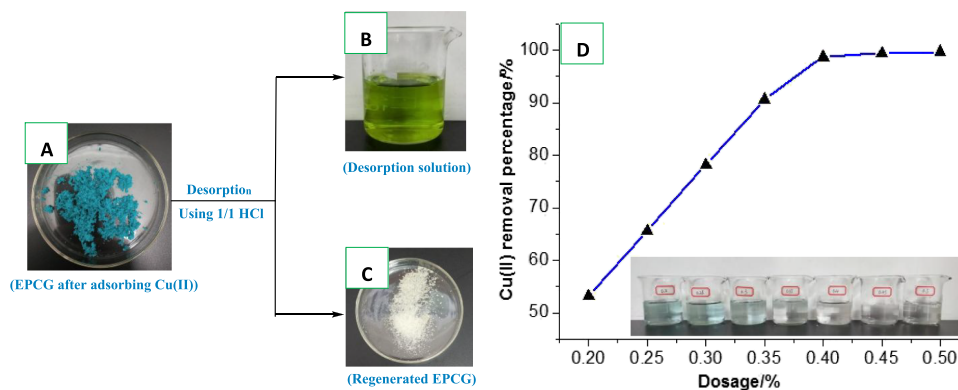 A
(EPCG after adsorbing Cu(II))
Desorption
Using 1/1 HCl
B
(Desorption solution)
C
(Regenerated EPCG)
D
Cu(II) removal percentage/%
100
90
80
70
60
50
0.20 0.25 0.30 0.35 0.40 0.45 0.50
Dosage/%